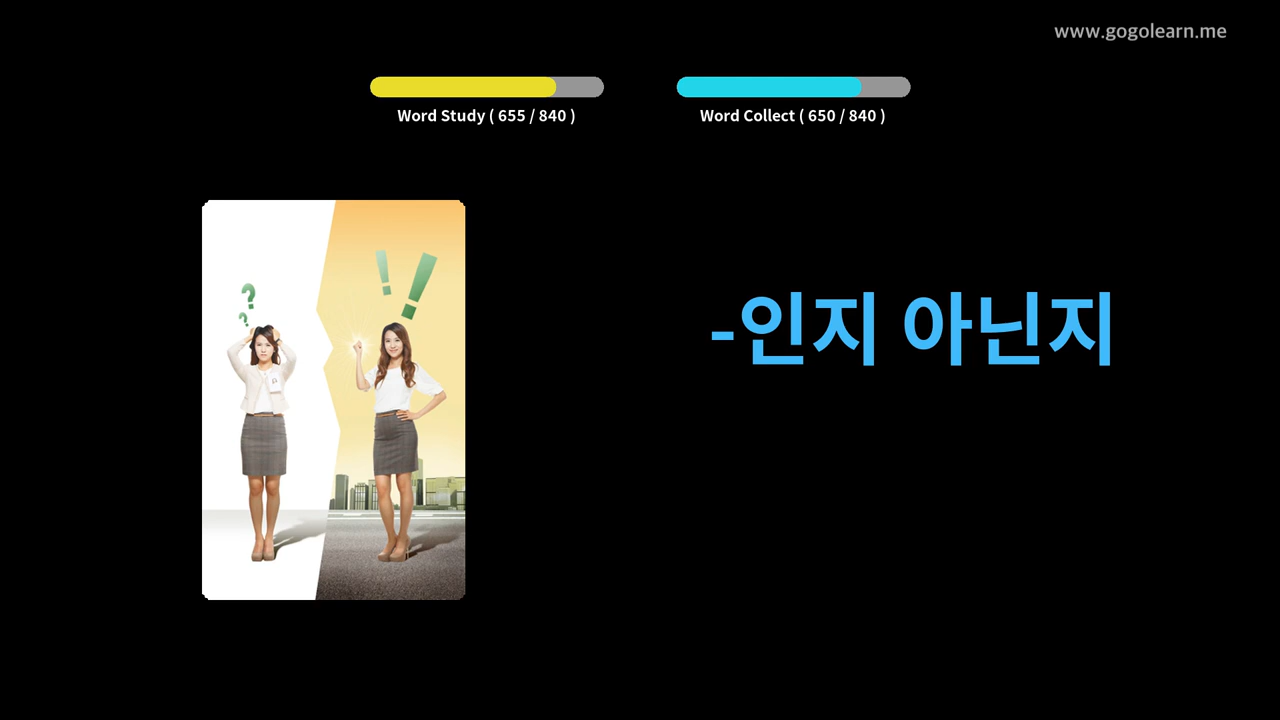 www.gogolearn.me
Word Study ( 655 / 840 )
Word Collect ( 650 / 840 )
? ?
! !
-인지 아닌지